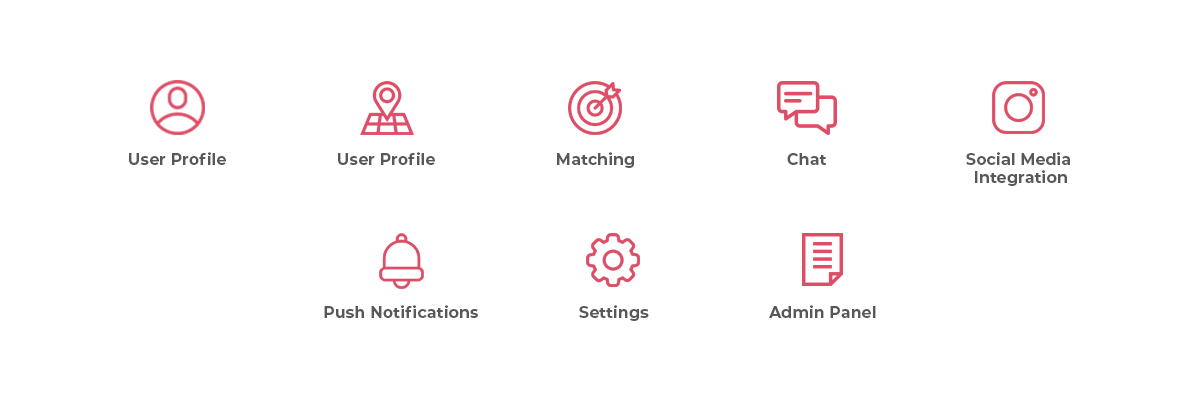 User Profile
User Profile
Matching
Chat
Social Media
Integration
Push Notifications
Settings
Admin Panel